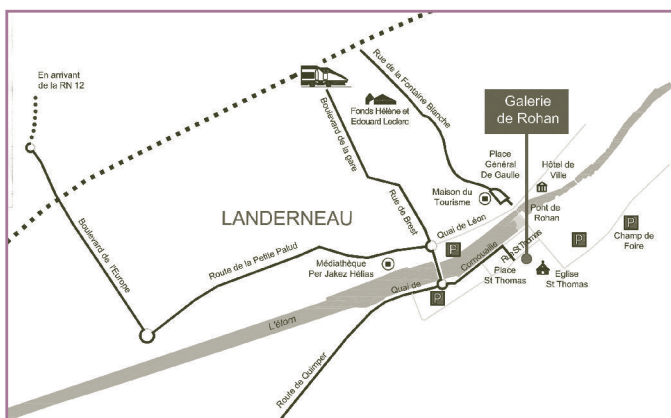 En arrivant
de la RN 12
Rue de la Fontaine Blanche
Fonds Hélène et
Edouard Leclerc
Boulevard de la gare
Galerie
de Rohan
Place
Général
De Gaulle
Hôtel de
Ville
Maison du
Tourisme
Pont de
Rohan
Rue de Brest
LANDERNEAU
Quai de Léon
P
P
P
P
Champ de
Foire
Boulevard de l'Europe
Route de la Petite Palud
Médiathèque
Per Jakez Hélias
Quai de Cornouaille
Rue St Thomas
Place
St Thomas
Eglise
St Thomas
L'élorn
Route de Quimper